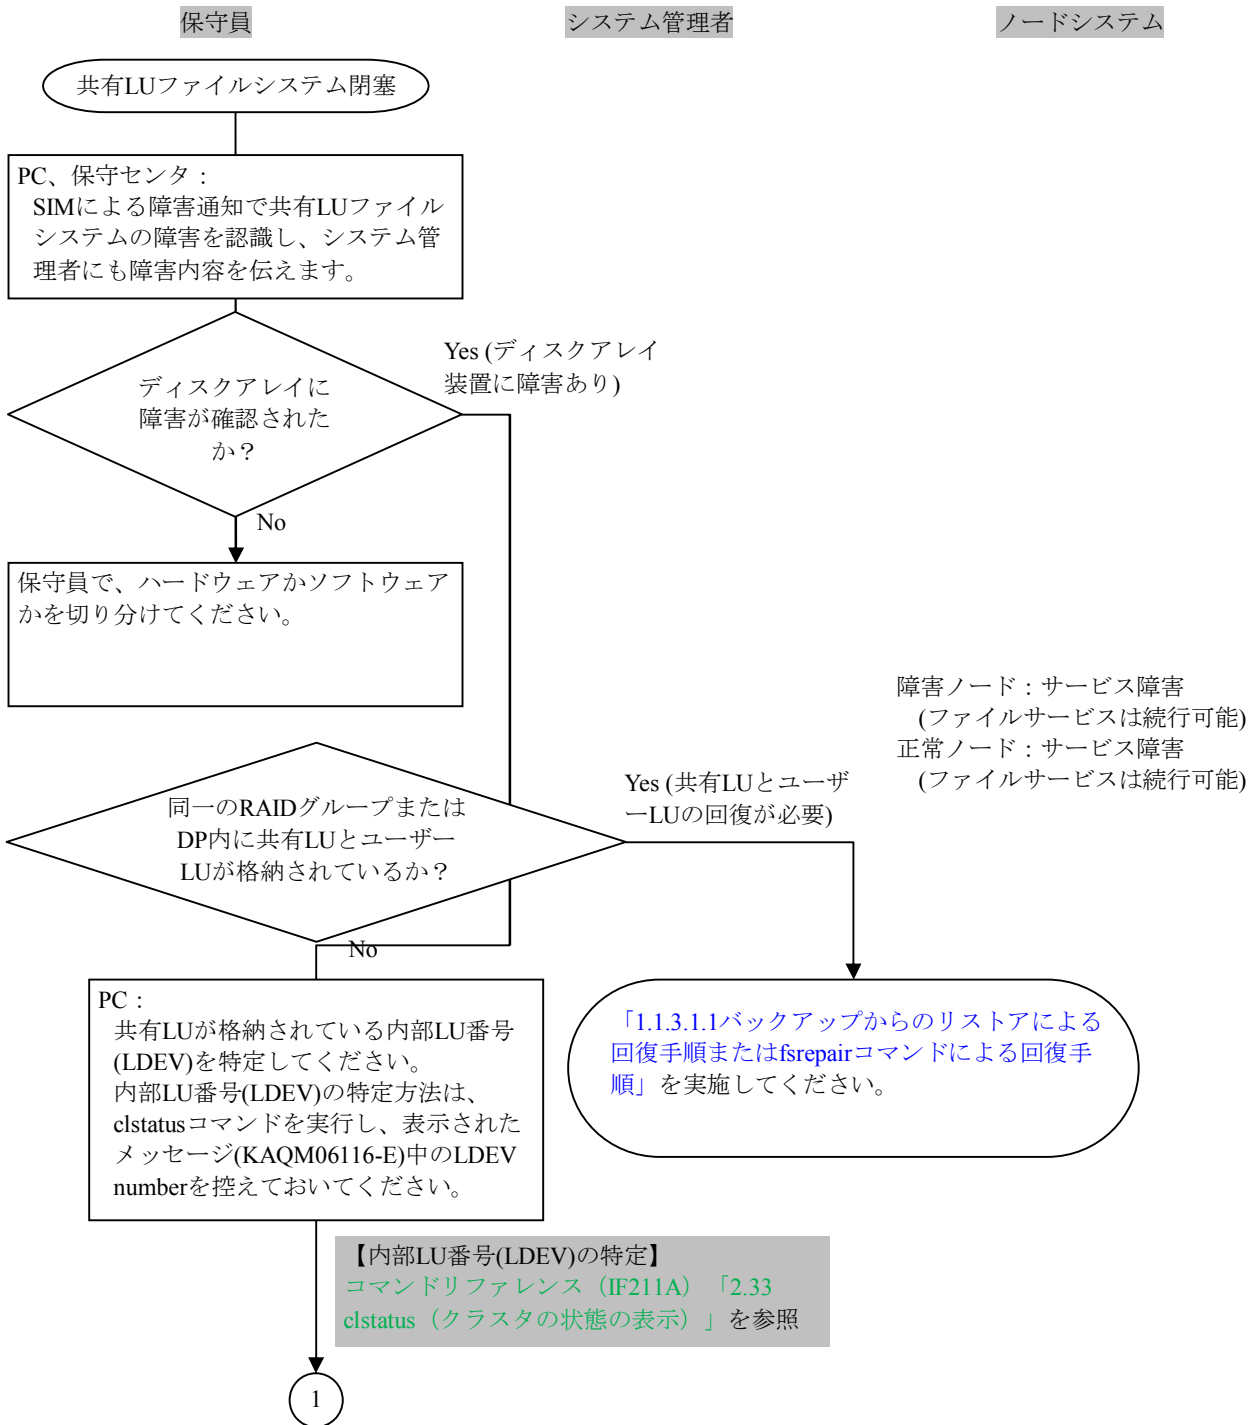 保守員
システム管理者
ノードシステム
共有LUファイルシステム閉塞
PC、保守センタ：
SIMによる障害通知で共有LUファイル
システムの障害を認識し、システム管
理者にも障害内容を伝えます。
Yes (ディスクアレイ
装置に障害あり)
ディスクアレイに
障害が確認された
か？
No
保守員で、ハードウェアかソフトウェア
かを切り分けてください。
障害ノード：サービス障害
(ファイルサービスは続行可能)
正常ノード：サービス障害
(ファイルサービスは続行可能)
同一のRAIDグループまたは
DP内に共有LUとユーザー
LUが格納されているか？
Yes (共有LUとユーザ
ーLUの回復が必要)
No
PC：
共有LUが格納されている内部LU番号
(LDEV)を特定してください。
内部LU番号(LDEV)の特定方法は、
clstatusコマンドを実行し、表示された
メッセージ(KAQM06116-E)中のLDEV
numberを控えておいてください。
「1.1.3.1.1バックアップからのリストアによる
回復手順またはfsrepairコマンドによる回復手
順」を実施してください。
【内部LU番号(LDEV)の特定】
コマンドリファレンス（IF211A）「2.33
clstatus（クラスタの状態の表示）」を参照
1